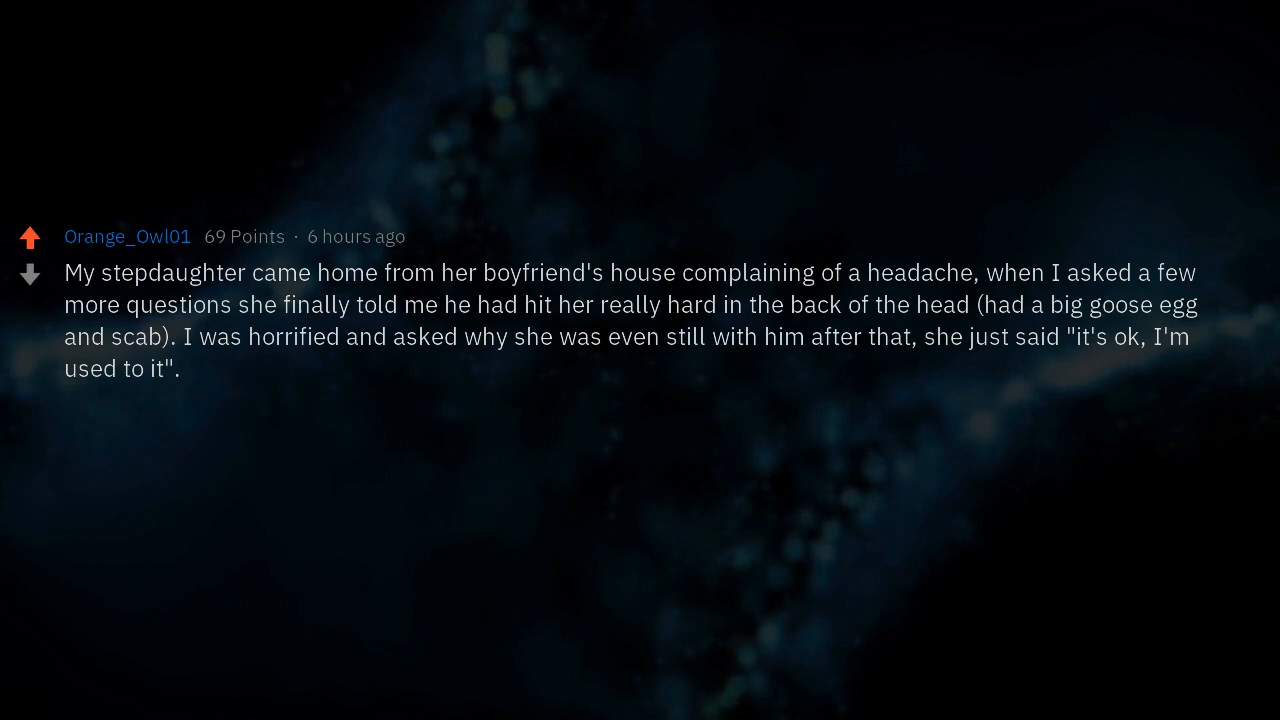 Orange_Owl01 69 Points · 6 hours ago
My stepdaughter came home from her boyfriend's house complaining of a headache, when I asked a few
more questions she finally told me he had hit her really hard in the back of the head (had a big goose egg
and scab). I was horrified and asked why she was even still with him after that, she just said "it's ok, I'm
used to it".